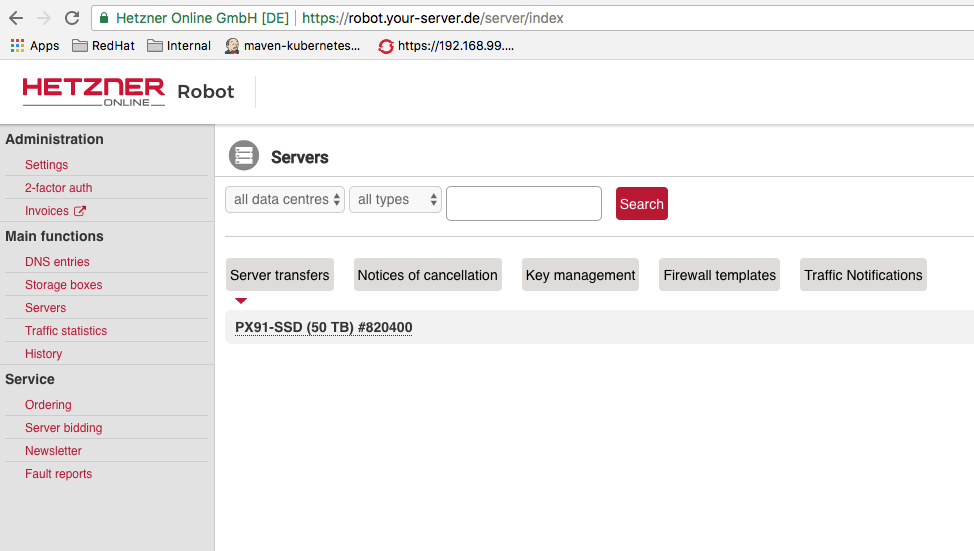 Hetzner Online GmbH [DE] https://robot.your-server.de/server/index
Apps RedHat Internal maven-kubernetes... https://192.168.99....
HETZNER
ONLINE
Robot
Administration
Settings
2-factor auth
Invoices
Main functions
DNS entries
Storage boxes
Servers
Traffic statistics
History
Service
Ordering
Server bidding
Newsletter
Fault reports
Servers
all data centres all types Search
Server transfers Notices of cancellation Key management Firewall templates Traffic Notifications
PX91-SSD (50 TB) #820400